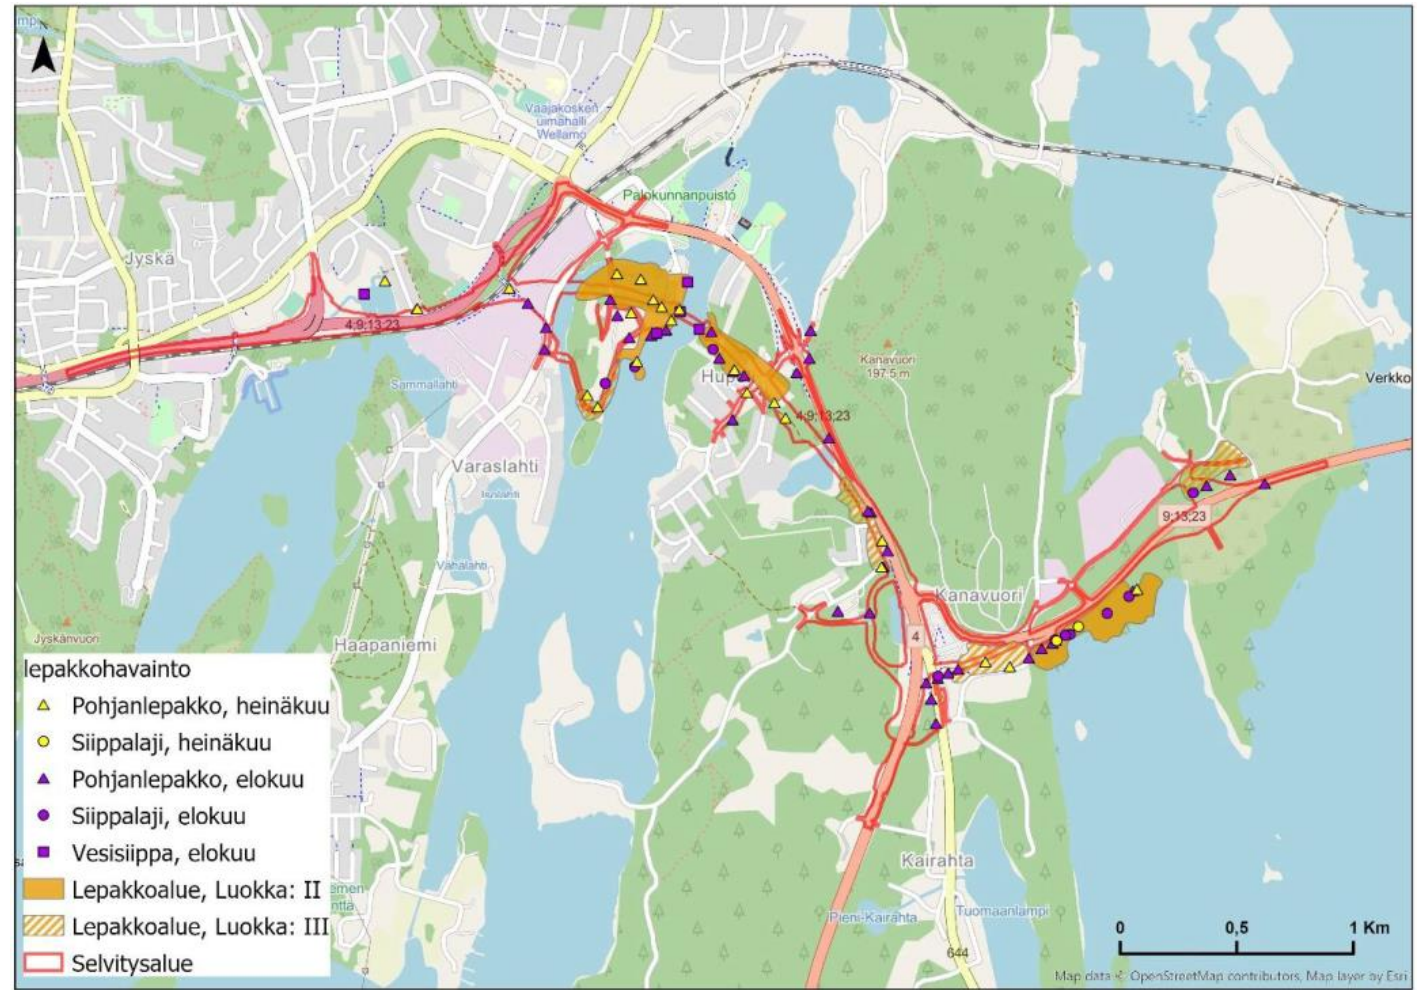 Vaajakosken
uimahalli
Wellamo
Palokunnanpuisto
Jyskä
4;9;13;23
Kanavuori
197.5 m
Sammallahti
Verkko
4;9;13;23
Varaslahti
9;13;23
Vahalahti
Kanavuori
Jyskänvuori
Haapaniemi
4
lepakkohavainto
Pohjanlepakko, heinäkuu
Siippalaji, heinäkuu
Pohjanlepakko, elokuu
Siippalaji, elokuu
Vesisiippa, elokuu
Lepakkoalue, Luokka: II
Lepakkoalue, Luokka: III
Selvitysalue
Kairahta
Pieni-Kairahta
Tuomaanlampi
644
0 0,5 1 Km
Map data © OpenStreetMap contributors, Map layer by Esri